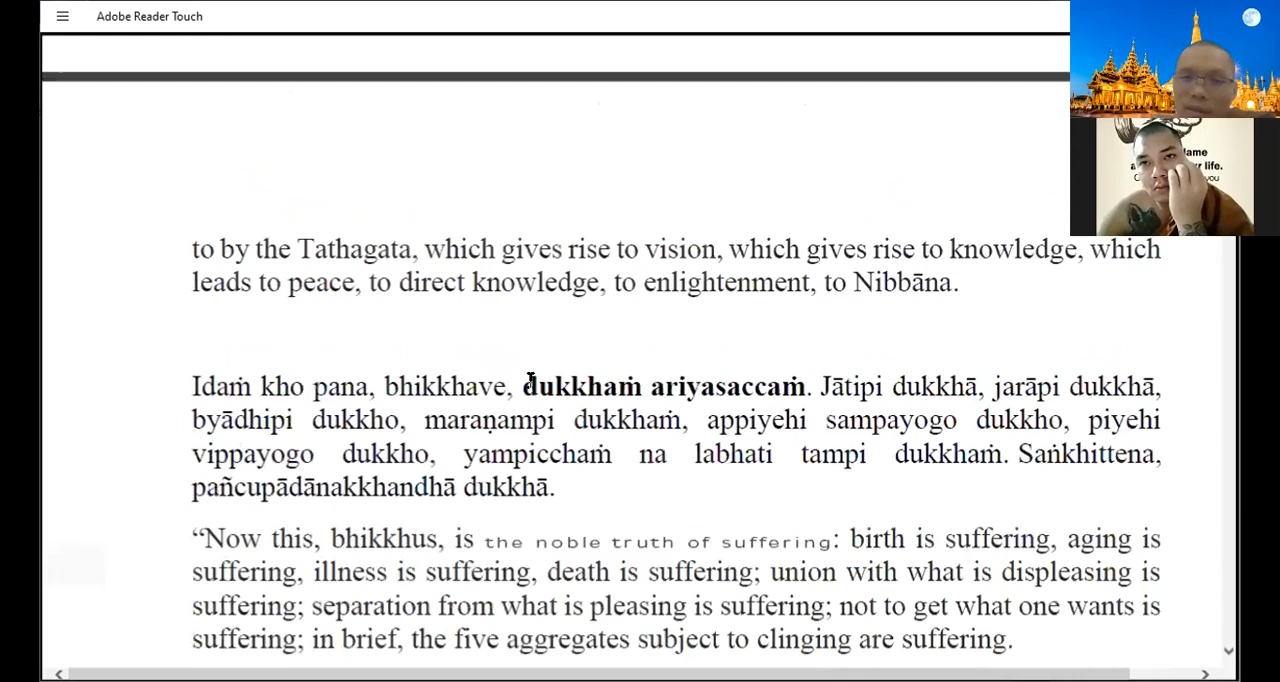 Adobe Reader Touch
lame
r life.
you
to by the Tathagata, which gives rise to vision, which gives rise to knowledge, which
leads to peace, to direct knowledge, to enlightenment, to Nibbāna.
Idaṁ kho pana, bhikkhave, dukkhaṁ ariyasaccaṁ. Jātipi dukkhā, jarāpi dukkhā,
byādhipi dukkho, maraṇampi dukkhaṁ, appiyehi sampayogo dukkho, piyehi
vippayogo dukkho, yampicchaṁ na labhati tampi dukkhaṁ. Saṅkhittena,
pañcupādānakkhandhā dukkhā.
“Now this, bhikkhus, is the noble truth of suffering: birth is suffering, aging is
suffering, illness is suffering, death is suffering; union with what is displeasing is
suffering; separation from what is pleasing is suffering; not to get what one wants is
suffering; in brief, the five aggregates subject to clinging are suffering.